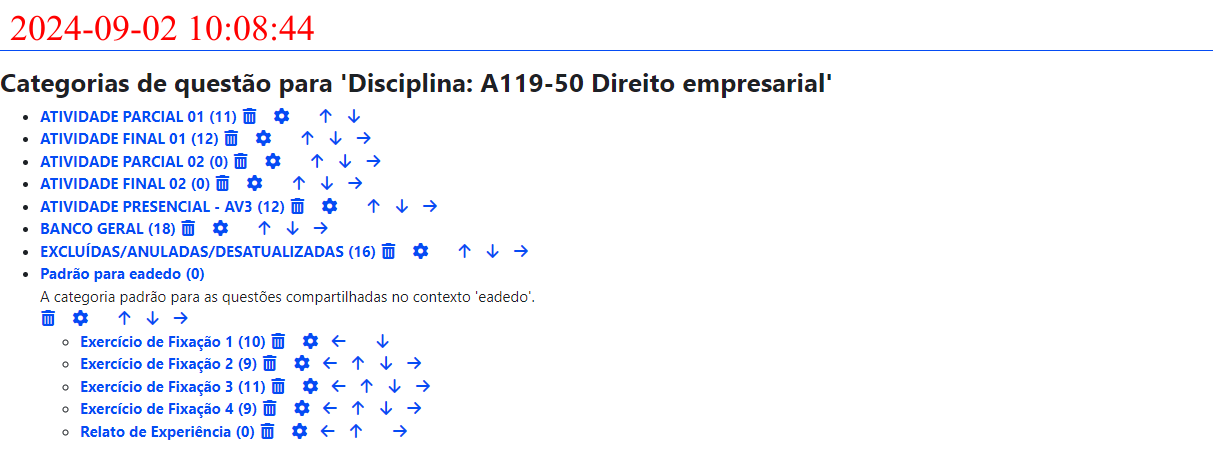 2024-09-02 10:08:44
Categorias de questão para 'Disciplina: A119-50 Direito empresarial'
ATIVIDADE PARCIAL 01 (11)
ATIVIDADE FINAL 01 (12)
ATIVIDADE PARCIAL 02 (0)
ATIVIDADE FINAL 02 (0)
ATIVIDADE PRESENCIAL - AV3 (12)
BANCO GERAL (18)
EXCLUÍDAS/ANULADAS/DESATUALIZADAS (16)
Padrão para eadedo (0)
A categoria padrão para as questões compartilhadas no contexto 'eadedo'.
Exercício de Fixação 1 (10)
Exercício de Fixação 2 (9)
Exercício de Fixação 3 (11)
Exercício de Fixação 4 (9)
Relato de Experiência (0)